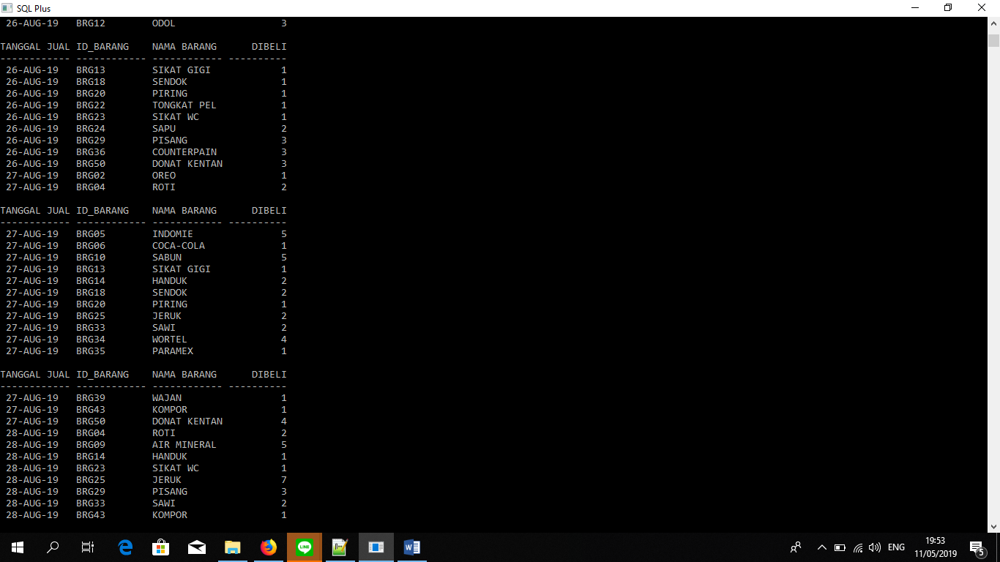 SQL Plus
26-AUG-19 BRG12 ODOL 3
TANGGAL JUAL ID_BARANG NAMA BARANG DIBELI
------------ ------------ ------------ ----------
26-AUG-19 BRG13 SIKAT GIGI 1
26-AUG-19 BRG18 SENDOK 1
26-AUG-19 BRG20 PIRING 1
26-AUG-19 BRG22 TONGKAT PEL 1
26-AUG-19 BRG23 SIKAT WC 1
26-AUG-19 BRG24 SAPU 2
26-AUG-19 BRG29 PISANG 3
26-AUG-19 BRG36 COUNTERPAIN 3
26-AUG-19 BRG50 DONAT KENTAN 3
27-AUG-19 BRG02 OREO 1
27-AUG-19 BRG04 ROTI 2
TANGGAL JUAL ID_BARANG NAMA BARANG DIBELI
------------ ------------ ------------ ----------
27-AUG-19 BRG05 INDOMIE 5
27-AUG-19 BRG06 COCA-COLA 1
27-AUG-19 BRG10 SABUN 5
27-AUG-19 BRG13 SIKAT GIGI 1
27-AUG-19 BRG14 HANDUK 2
27-AUG-19 BRG18 SENDOK 2
27-AUG-19 BRG20 PIRING 1
27-AUG-19 BRG25 JERUK 2
27-AUG-19 BRG33 SAWI 2
27-AUG-19 BRG34 WORTEL 4
27-AUG-19 BRG35 PARAMEX 1
TANGGAL JUAL ID_BARANG NAMA BARANG DIBELI
------------ ------------ ------------ ----------
27-AUG-19 BRG39 WAJAN 1
27-AUG-19 BRG43 KOMPOR 1
27-AUG-19 BRG50 DONAT KENTAN 4
28-AUG-19 BRG04 ROTI 2
28-AUG-19 BRG09 AIR MINERAL 5
28-AUG-19 BRG14 HANDUK 1
28-AUG-19 BRG23 SIKAT WC 1
28-AUG-19 BRG25 JERUK 7
28-AUG-19 BRG29 PISANG 3
28-AUG-19 BRG33 SAWI 2
28-AUG-19 BRG43 KOMPOR 1
LINE
ENG
19:53
11/05/2019
5